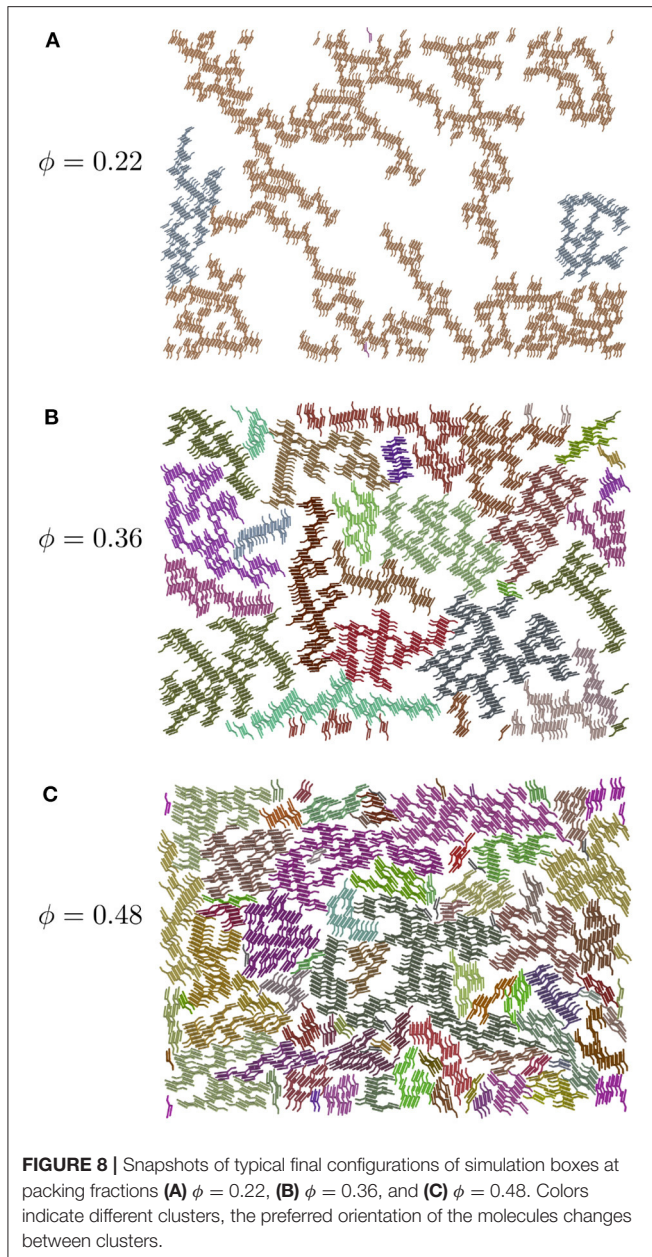 A
ϕ = 0.22
B
ϕ = 0.36
C
ϕ = 0.48
FIGURE 8 | Snapshots of typical final configurations of simulation boxes at
packing fractions (A) ϕ = 0.22, (B) ϕ = 0.36, and (C) ϕ = 0.48. Colors
indicate different clusters, the preferred orientation of the molecules changes
between clusters.